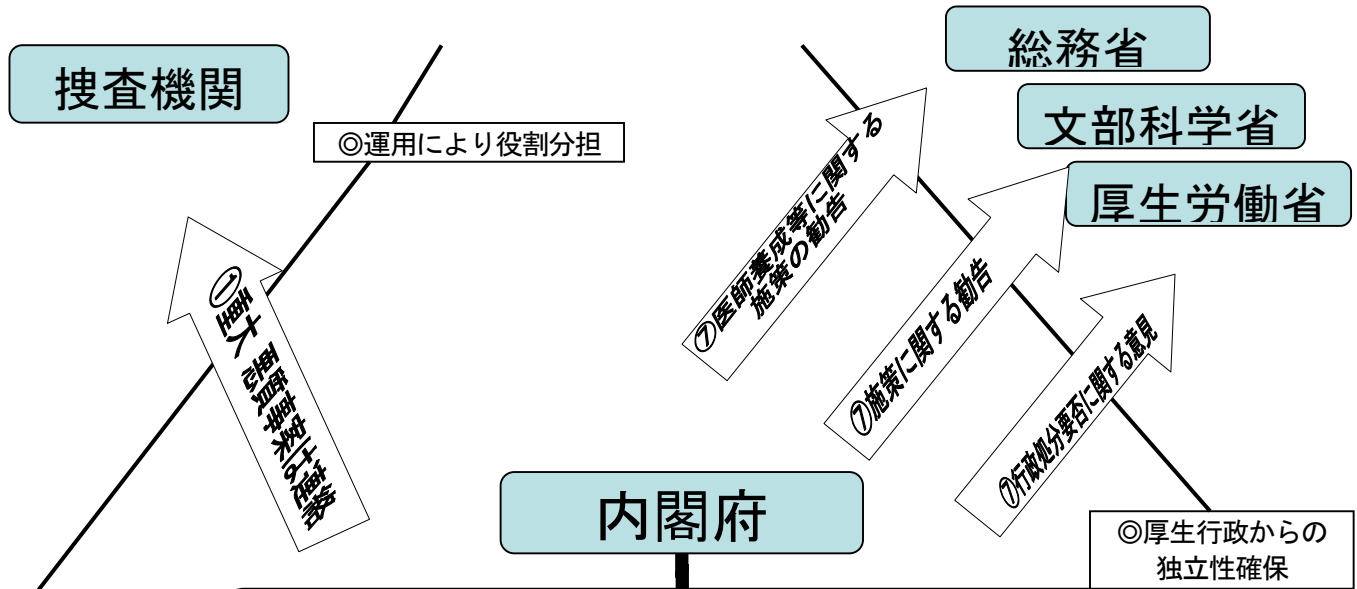 総務省
捜査機関
文部科学省
◎運用により役割分担
厚生労働省
⑦医師養成等に関する
施策の勧告
⑦施策に関する勧告
⑦行政処分要否に関する意見
内閣府
◎厚生行政からの
独立性確保